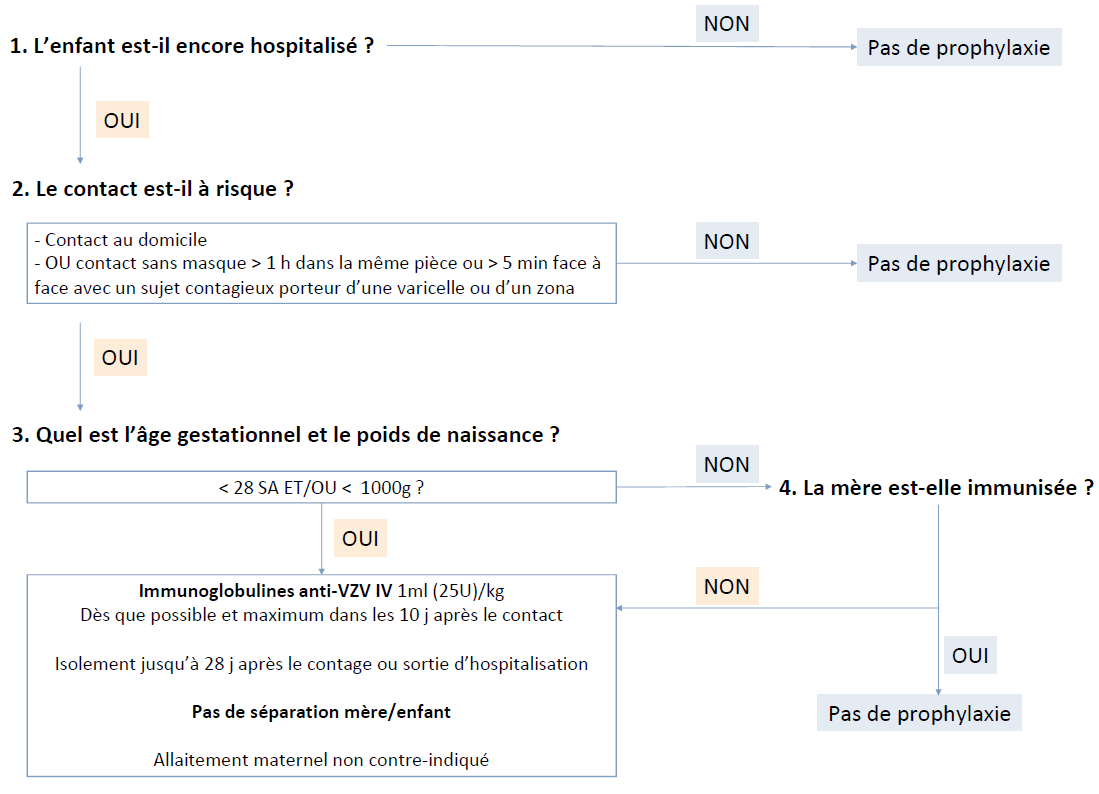 NON
1. L’enfant est-il encore hospitalisé ?
Pas de prophylaxie
OUI
2. Le contact est-il à risque ?
- Contact au domicile
- OU contact sans masque > 1 h dans la même pièce ou > 5 min face à
face avec un sujet contagieux porteur d’une varicelle ou d’un zona
NON
Pas de prophylaxie
OUI
3. Quel est l’âge gestationnel et le poids de naissance ?
< 28 SA ET/OU < 1000g ?
NON
4. La mère est-elle immunisée ?
OUI
Immunoglobulines anti-VZV IV 1ml (25U)/kg
Dès que possible et maximum dans les 10 j après le contact
Isolement jusqu’à 28 j après le contage ou sortie d’hospitalisation
Pas de séparation mère/enfant
Allaitement maternel non contre-indiqué
NON
OUI
Pas de prophylaxie